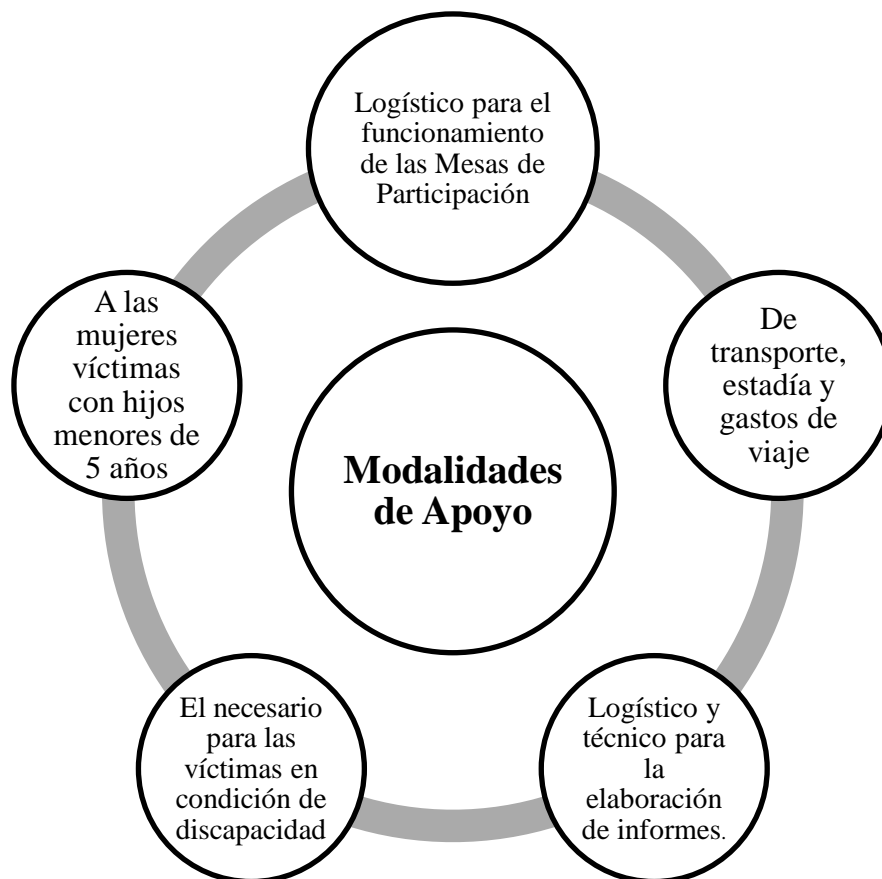 Logístico para el
funcionamiento
de las Mesas de
Participación
De
transporte,
estadía y
gastos de
viaje
Logístico y
técnico para
la
elaboración
de informes.
El necesario
para las
víctimas en
condición de
discapacidad
A las
mujeres
víctimas
con hijos
menores de
5 años
Modalidades
de Apoyo